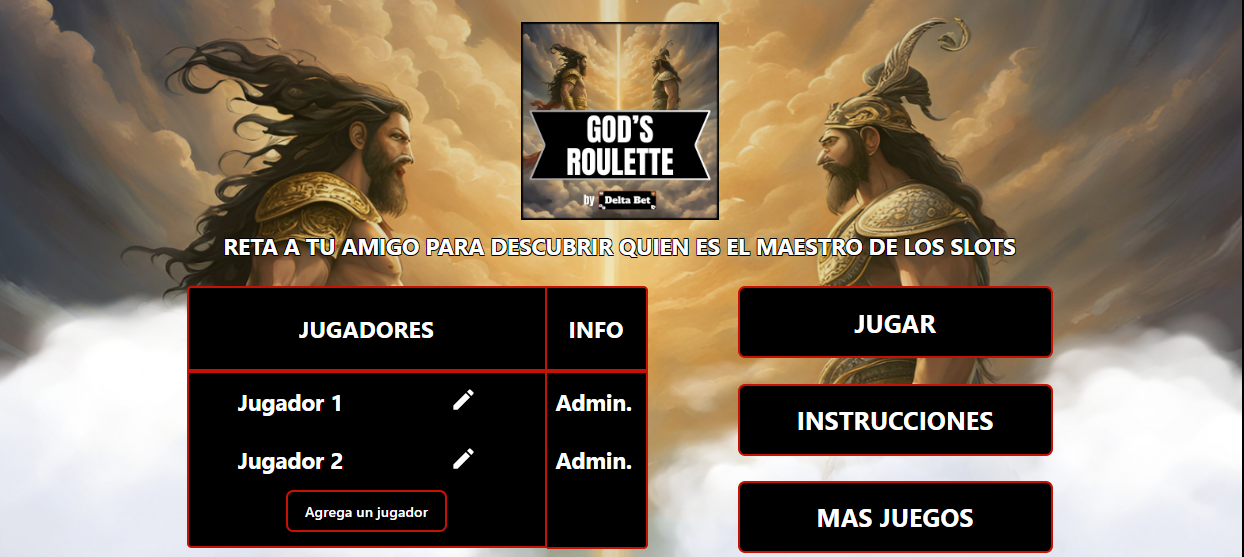 GOD'S
ROULETTE
by Delta Bet
RETA A TU AMIGO PARA DESCUBRIR QUIEN ES EL MAESTRO DE LOS SLOTS
JUGADORES
INFO
Jugador 1
Admin.
Jugador 2
Admin.
Agrega un jugador
JUGAR
INSTRUCCIONES
MAS JUEGOS